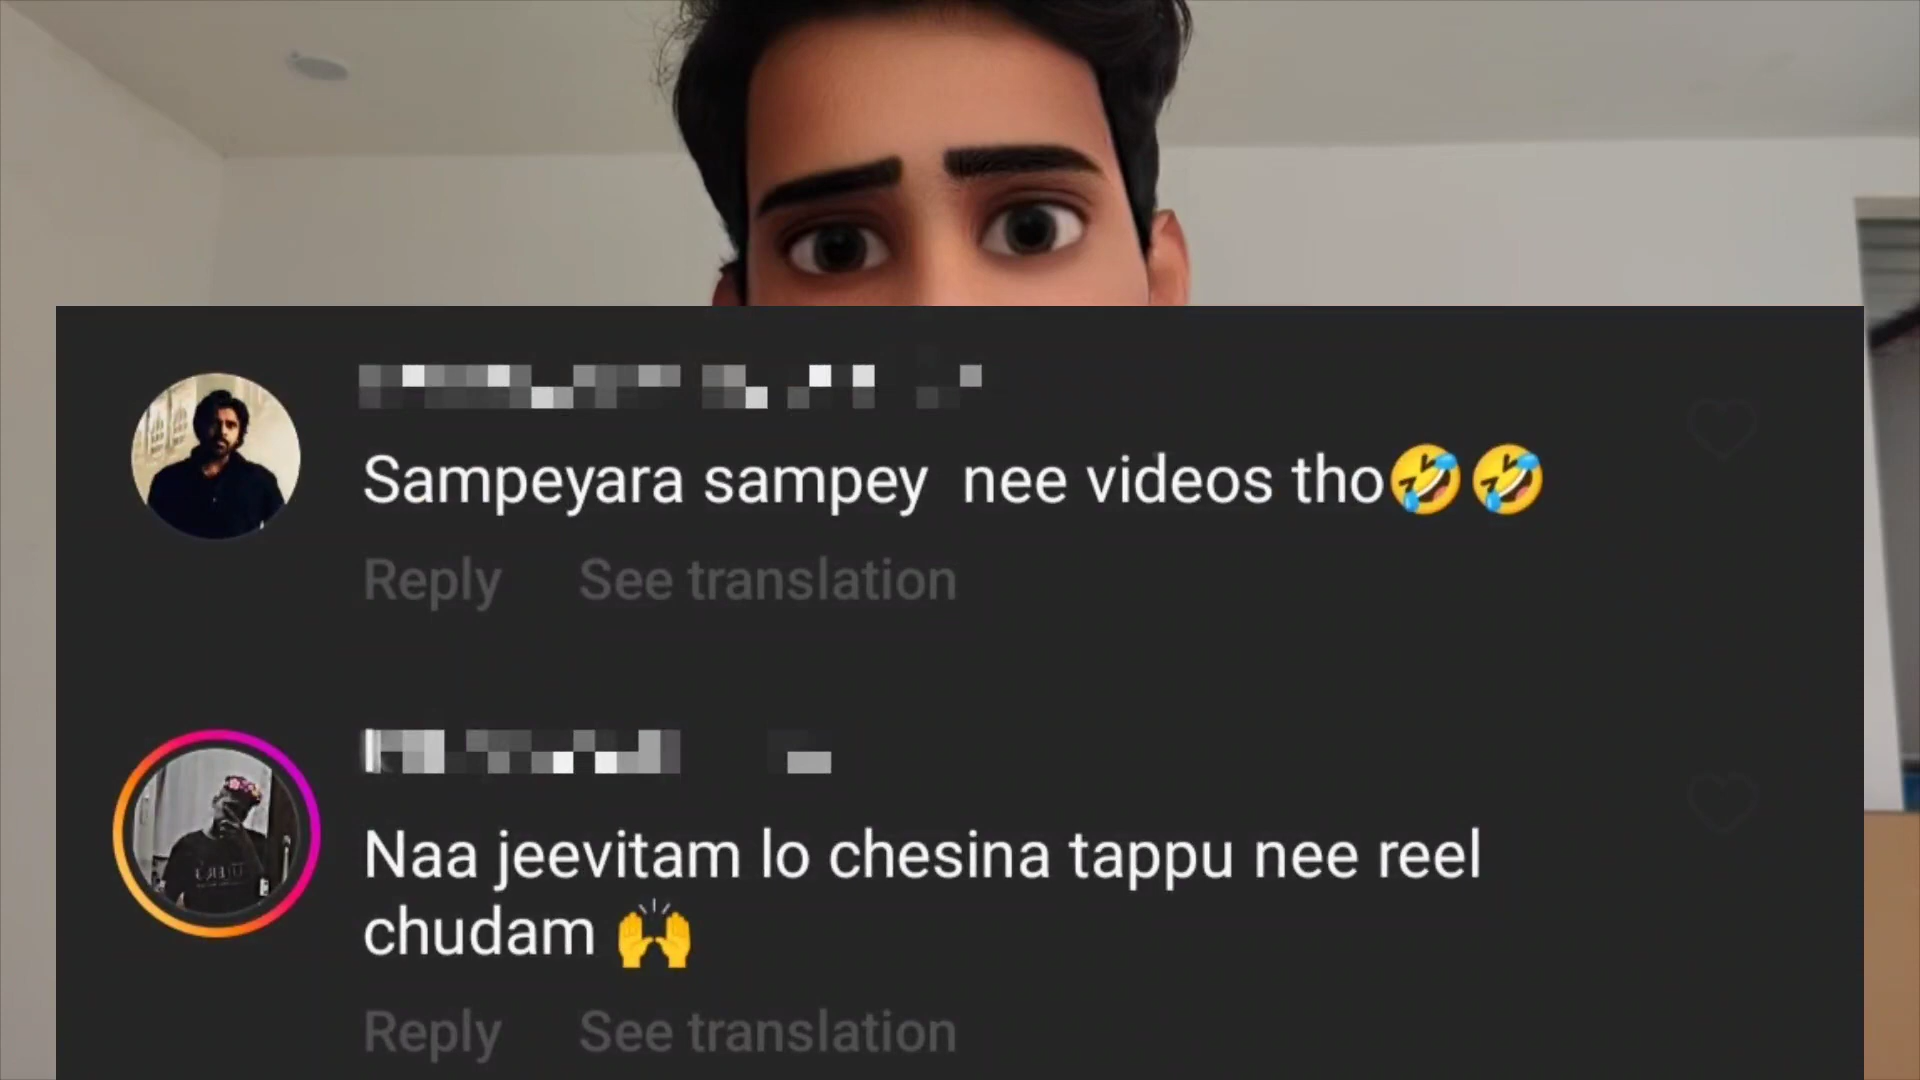 Sampeyara sampey nee videos tho🤣🤣
Reply See translation
Naa jeevitam lo chesina tappu nee reel
chudam 🙌
Reply See translation